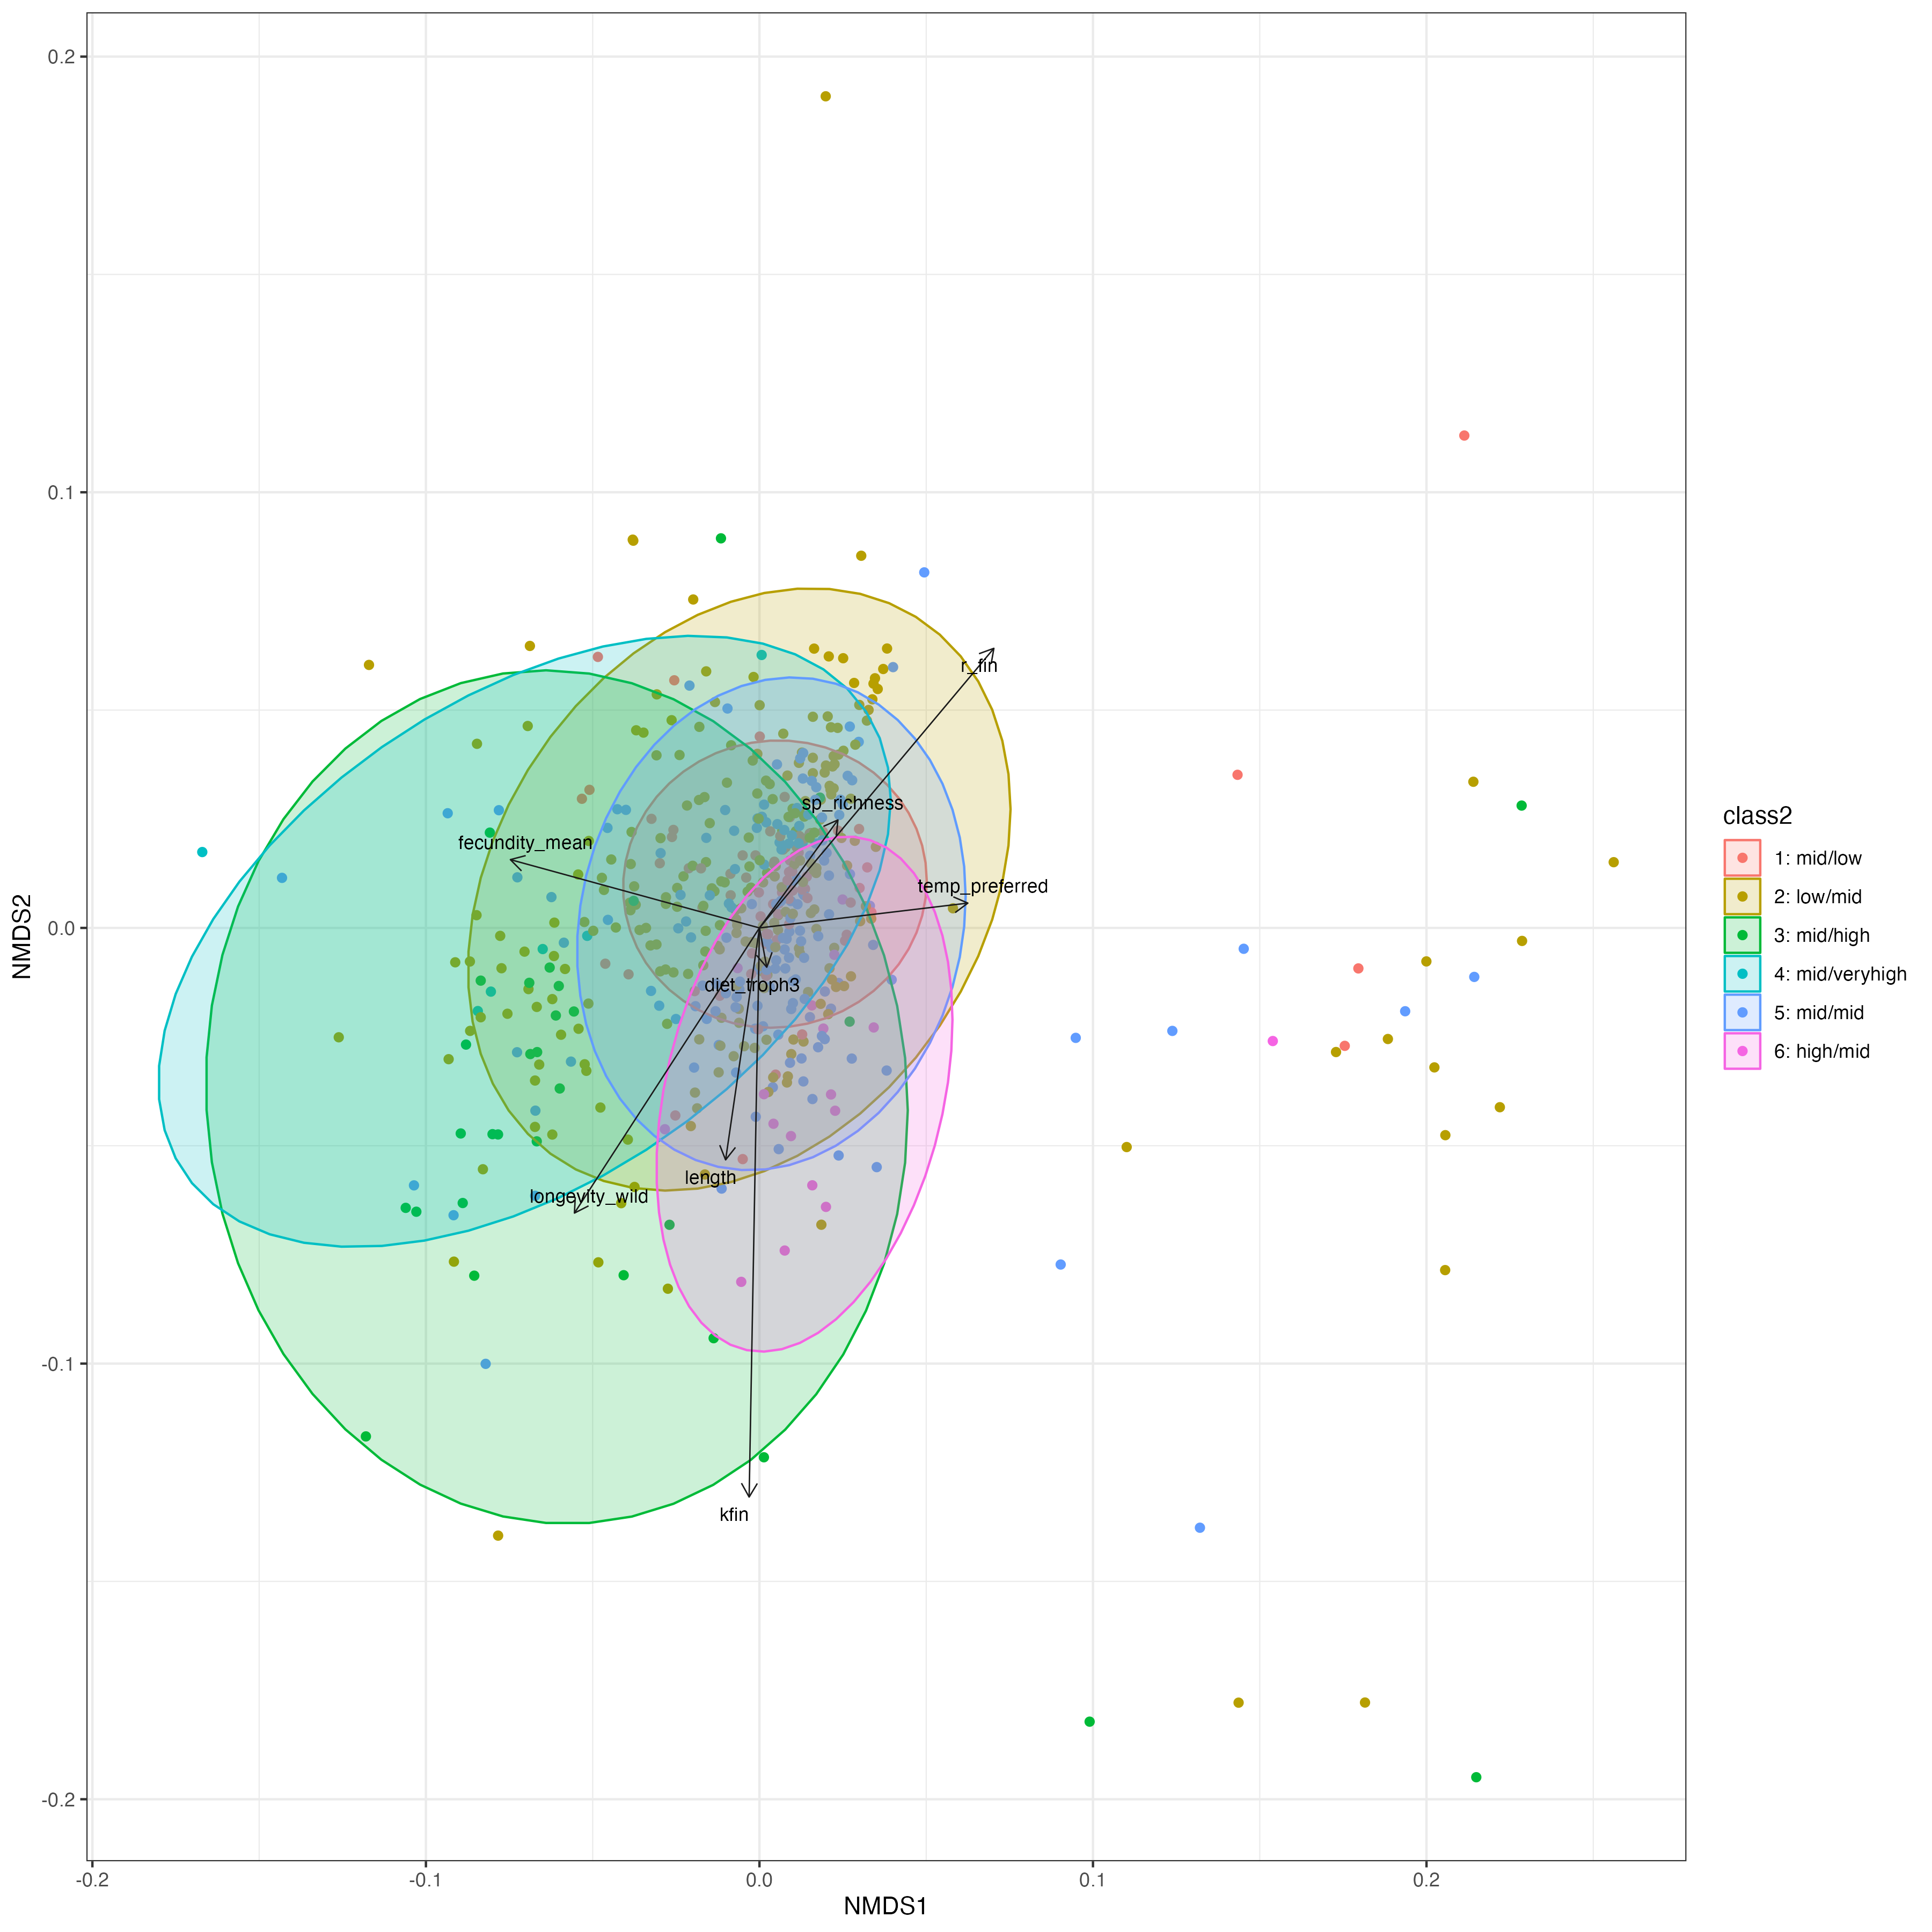 0.2
0.1
0.0
-0.1
-0.2
NMDS2
r_fin
sp_richness
fecundity_mean
temp_preferred
diet_troph3
length
longevity_wild
kfin
-0.2
-0.1
0.0
0.1
0.2
NMDS1
class2
1: mid/low
2: low/mid
3: mid/high
4: mid/veryhigh
5: mid/mid
6: high/mid